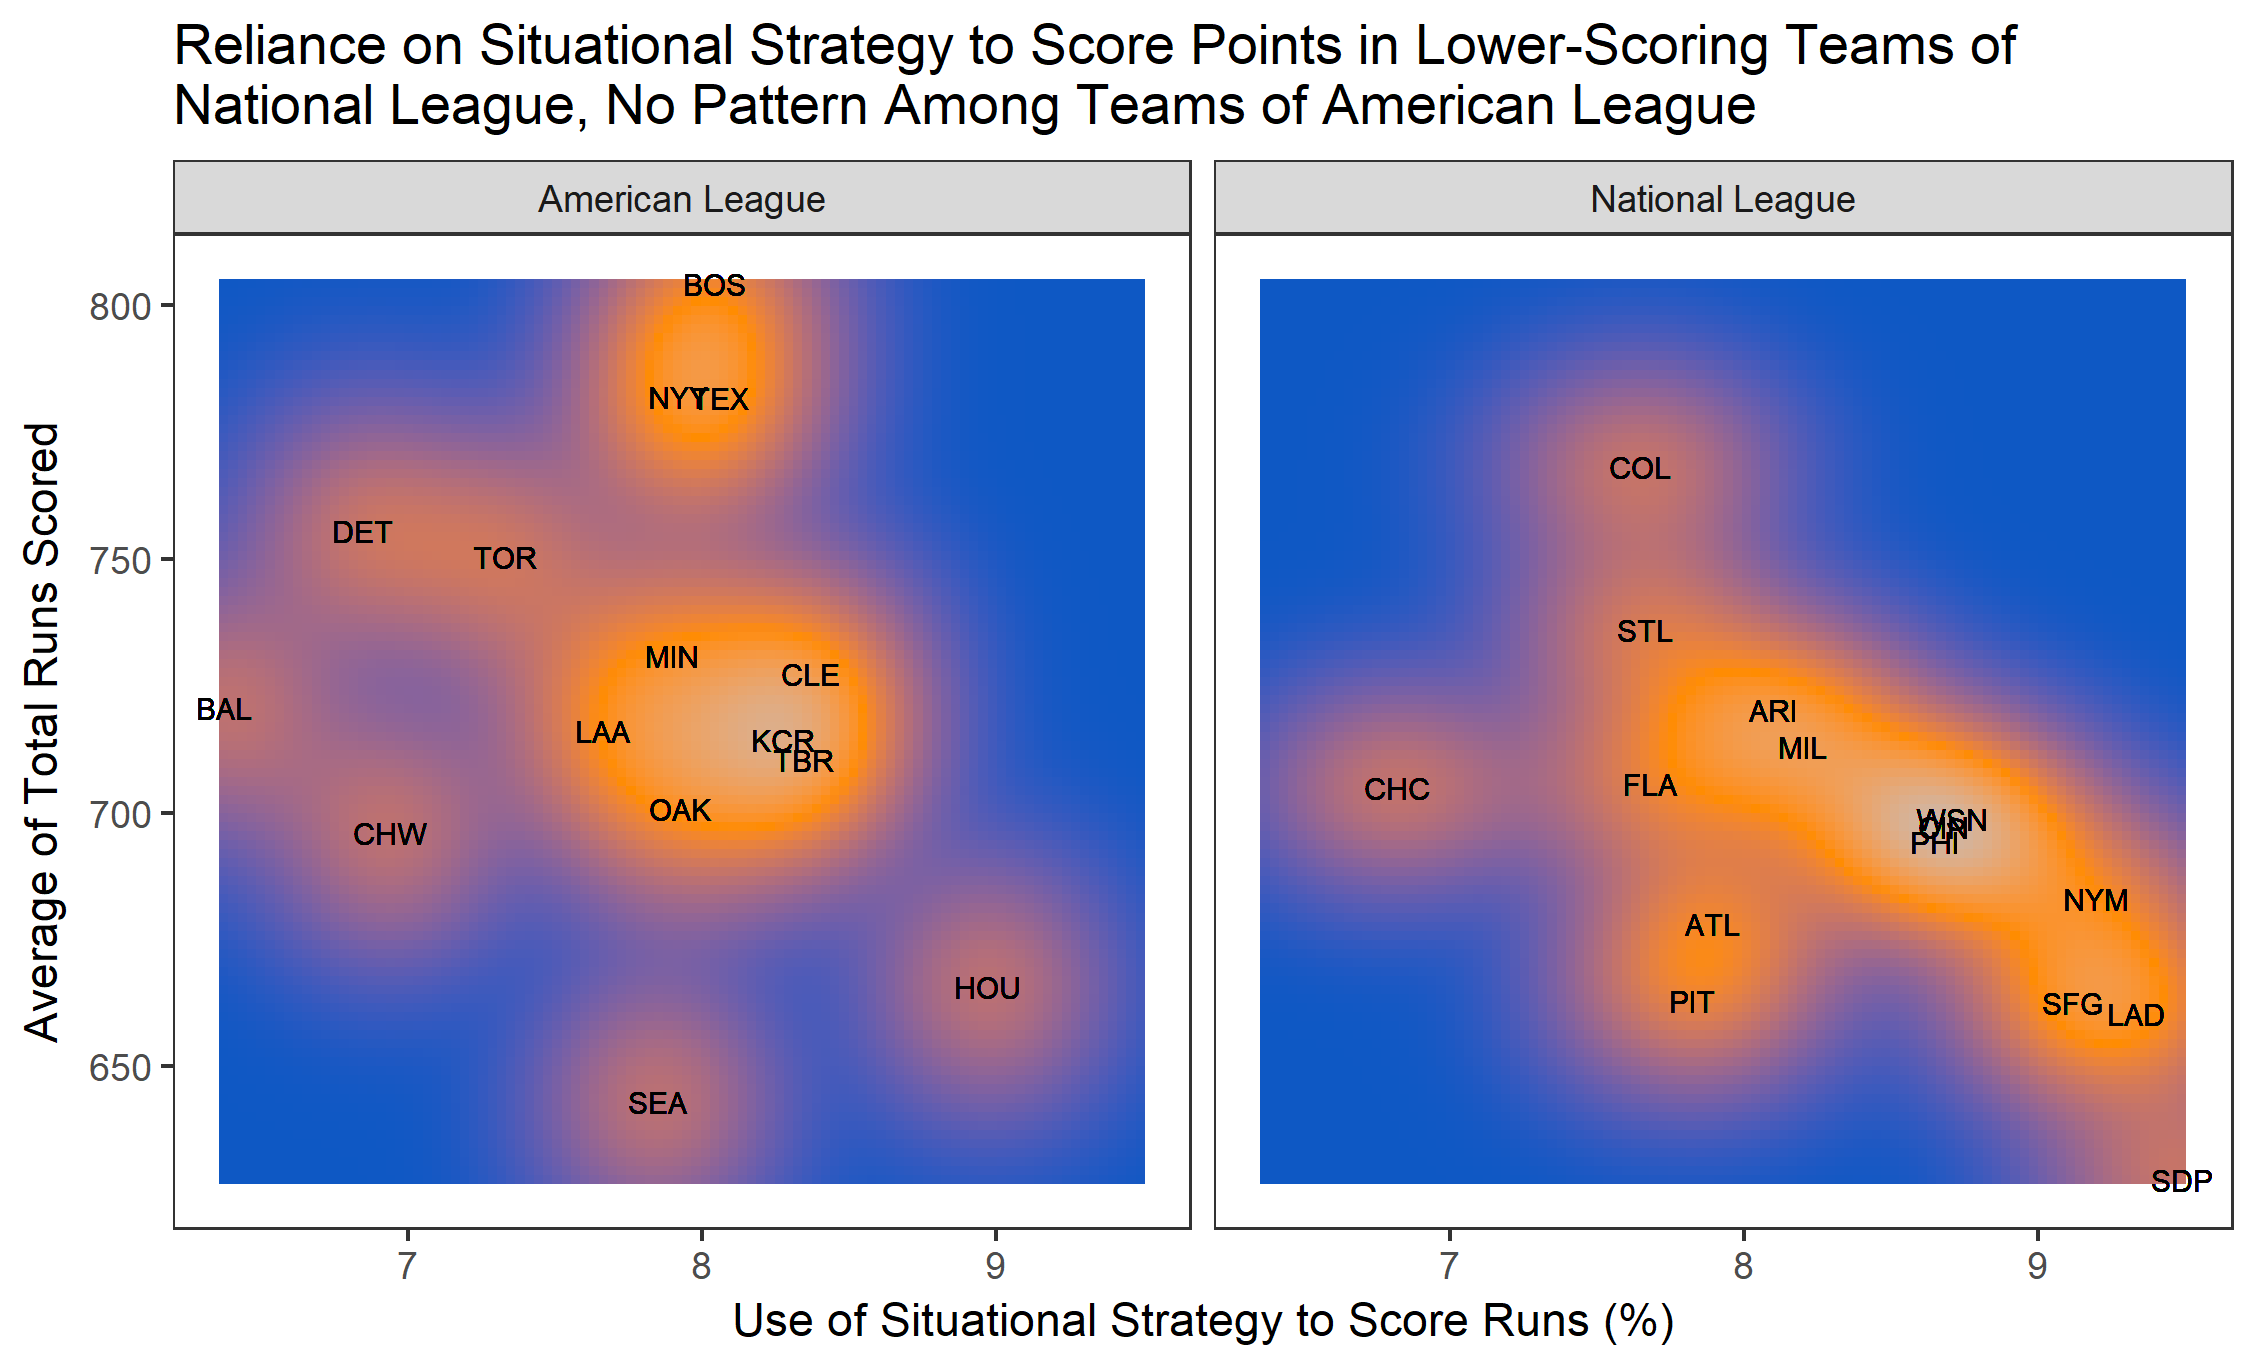 Reliance on Situational Strategy to Score Points in Lower-Scoring Teams of
National League, No Pattern Among Teams of American League
American League
National League
Average of Total Runs Scored
800
750
700
650
BOS
NYY
TEX
DET
TOR
MIN
CLE
BAL
LAA
KCR
TBR
OAK
CHW
HOU
SEA
COL
STL
ARI
MIL
FLA
CHC
WSN
CIN
PHI
NYM
ATL
PIT
SFG
LAD
SDP
7
8
9
7
8
9
Use of Situational Strategy to Score Runs (%)